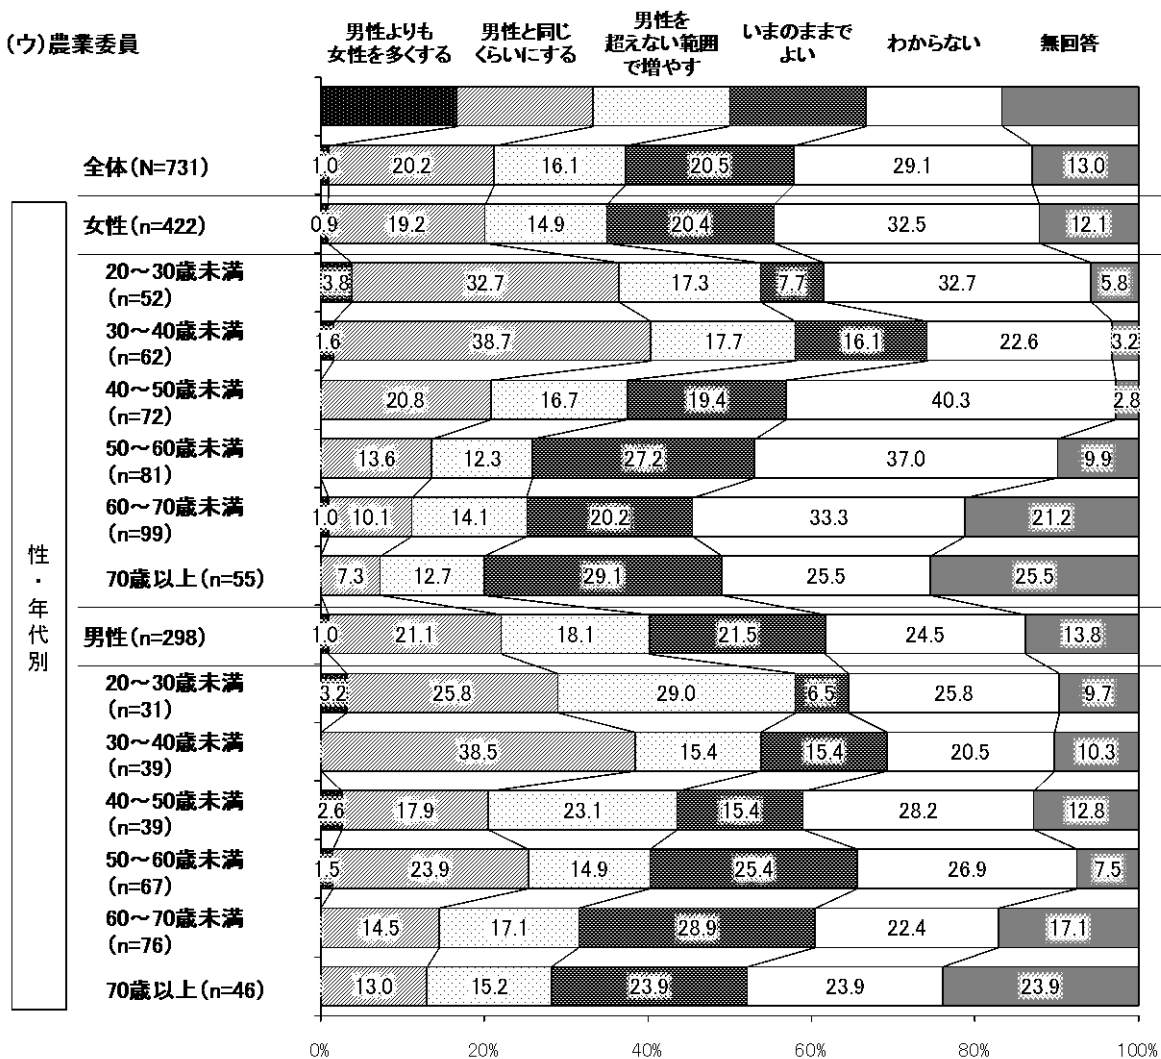 (ウ)農業委員
男性よりも
女性を多くする
男性と同じ
くらいにする
男性を
超えない範囲
で増やす
いまのままで
よい
わからない
無回答
全体(N=731)
1.0 20.2 16.1 20.5 29.1 13.0
女性(n=422)
0.9 19.2 14.9 20.4 32.5 12.1
20～30歳未満
(n=52)
3.8 32.7 17.3 7.7 32.7 5.8
30～40歳未満
(n=62)
1.6 38.7 17.7 16.1 22.6 3.2
40～50歳未満
(n=72)
20.8 16.7 19.4 40.3 2.8
50～60歳未満
(n=81)
13.6 12.3 27.2 37.0 9.9
60～70歳未満
(n=99)
1.0 10.1 14.1 20.2 33.3 21.2
70歳以上(n=55)
7.3 12.7 29.1 25.5 25.5
男性(n=298)
1.0 21.1 18.1 21.5 24.5 13.8
20～30歳未満
(n=31)
3.2 25.8 29.0 6.5 25.8 9.7
30～40歳未満
(n=39)
38.5 15.4 15.4 20.5 10.3
40～50歳未満
(n=39)
2.6 17.9 23.1 15.4 28.2 12.8
50～60歳未満
(n=67)
1.5 23.9 14.9 25.4 26.9 7.5
60～70歳未満
(n=76)
14.5 17.1 28.9 22.4 17.1
70歳以上(n=46)
13.0 15.2 23.9 23.9 23.9
性・年代別
0% 20% 40% 60% 80% 100%